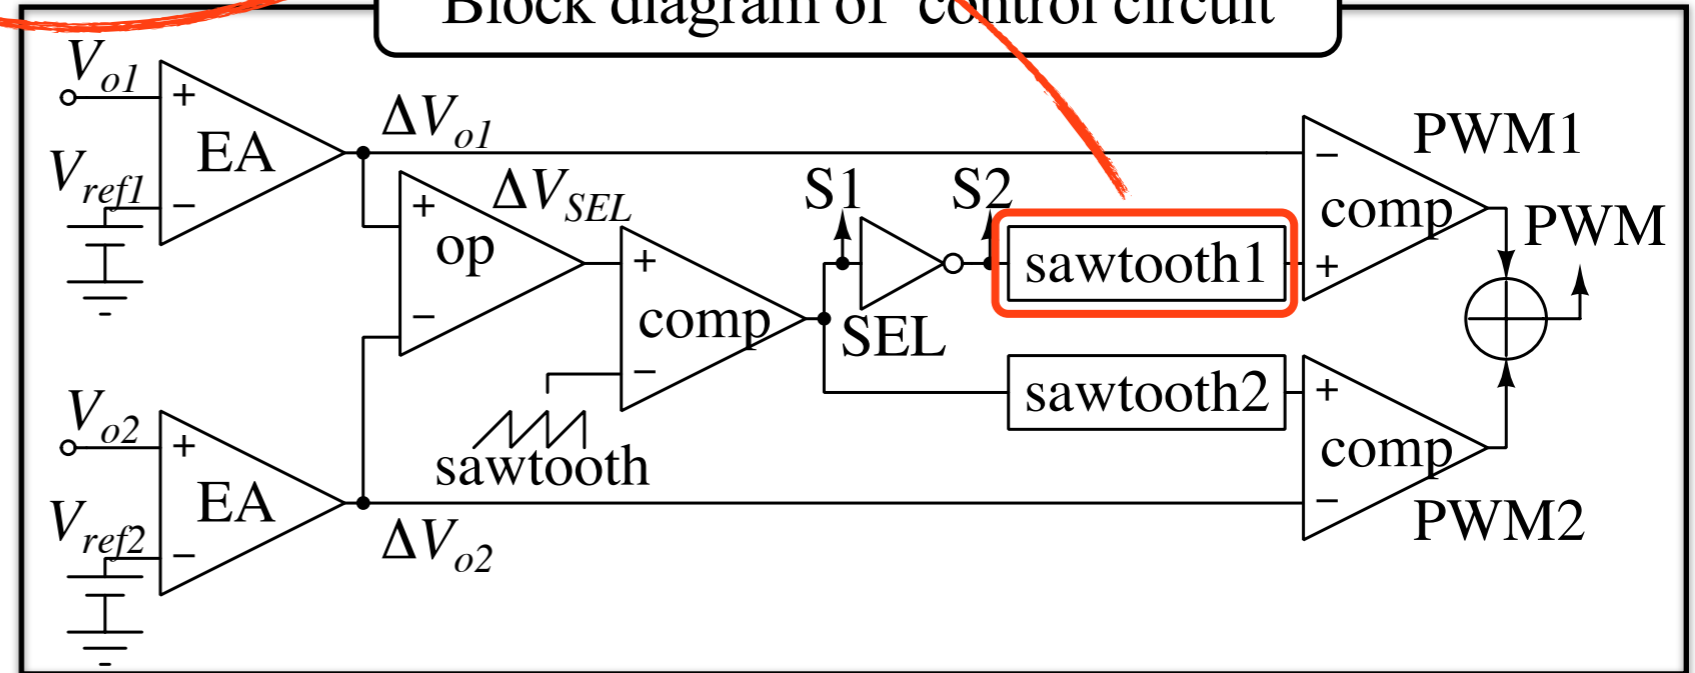 Block diagram of control circuit
Vo1
+
EA
Vref1
−
ΔVo1
+
op
−
ΔVSEL
+
comp
−
sawtooth
S1
S2
SEL
sawtooth1
sawtooth2
−
comp
+
PWM1
PWM
+
comp
−
PWM2
Vo2
+
EA
Vref2
−
ΔVo2